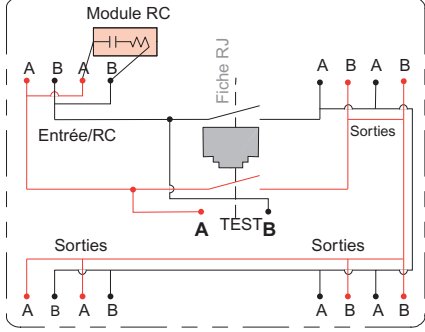 Module RC
A B A B
Fiche RJ
A B A B
Entrée/RC
Sorties
A TEST B
Sorties
Sorties
A B A B
A B A B